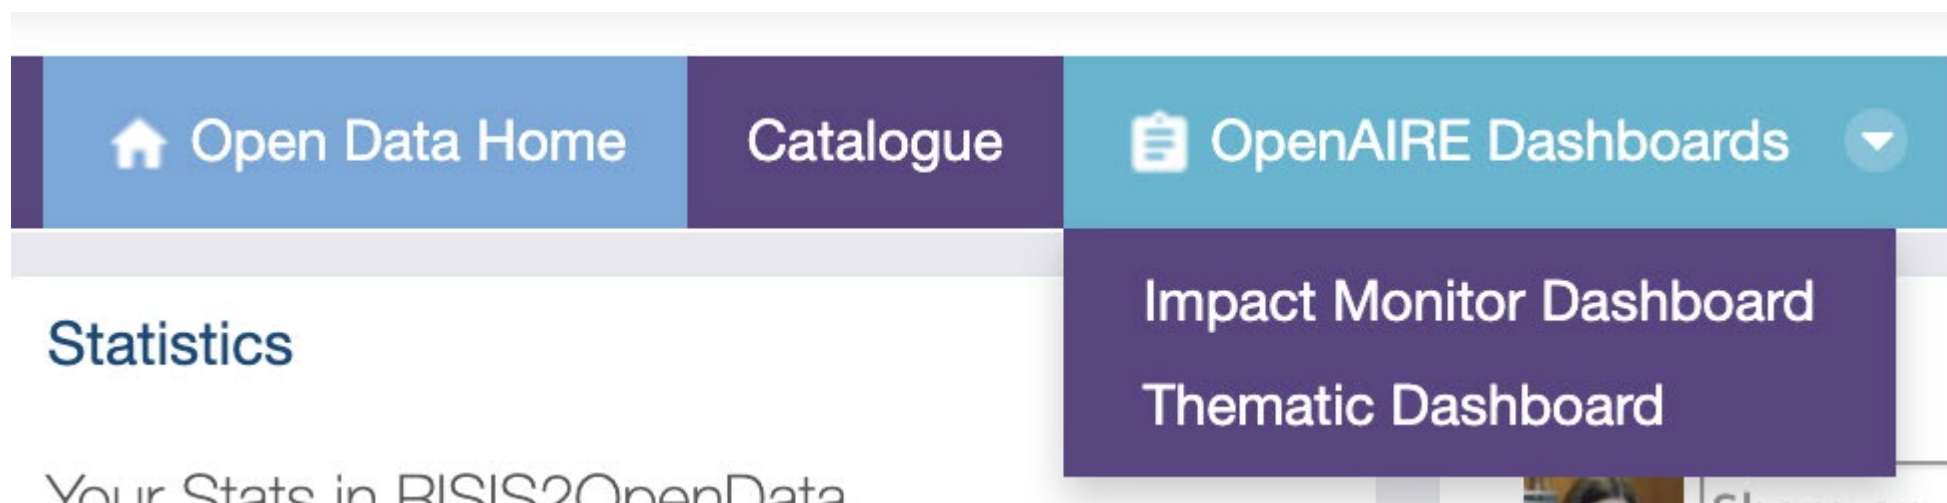 Open Data Home Catalogue OpenAIRE Dashboards
Impact Monitor Dashboard
Statistics
Thematic Dashboard
Your Stats in RISIS2OpenData